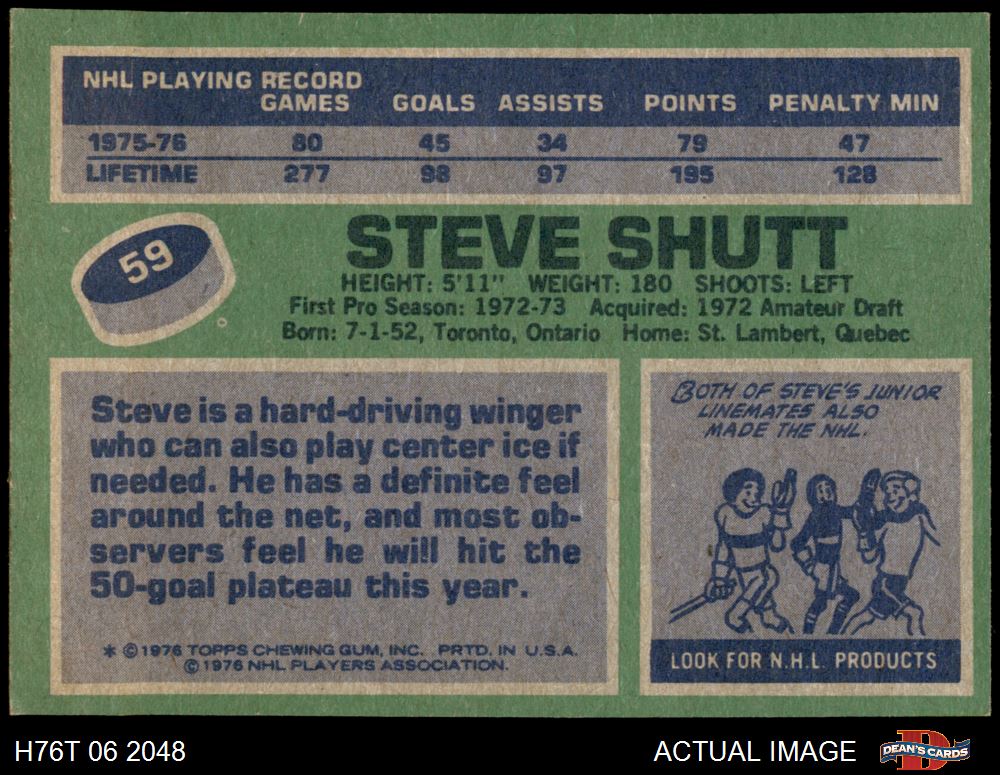 NHL PLAYING RECORD
GAMES GOALS ASSISTS POINTS PENALTY MIN
1975-76 80 45 34 79 47
LIFETIME 277 98 97 195 128
59
STEVE SHUTT
HEIGHT: 5'11" WEIGHT: 180 SHOOTS: LEFT
First Pro Season: 1972-73 Acquired: 1972 Amateur Draft
Born: 7-1-52, Toronto, Ontario Home: St. Lambert, Quebec
Steve is a hard-driving winger
who can also play center ice if
needed. He has a definite feel
around the net, and most ob-
servers feel he will hit the
50-goal plateau this year.
* © 1976 TOPPS CHEWING GUM, INC. PRTD. IN U.S.A.
© 1976 NHL PLAYERS ASSOCIATION.
BOTH OF STEVE'S JUNIOR
LINEMATES ALSO
MADE THE NHL.
LOOK FOR N.H.L PRODUCTS
H76T 06 2048
ACTUAL IMAGE
D
DEAN'S CARDS